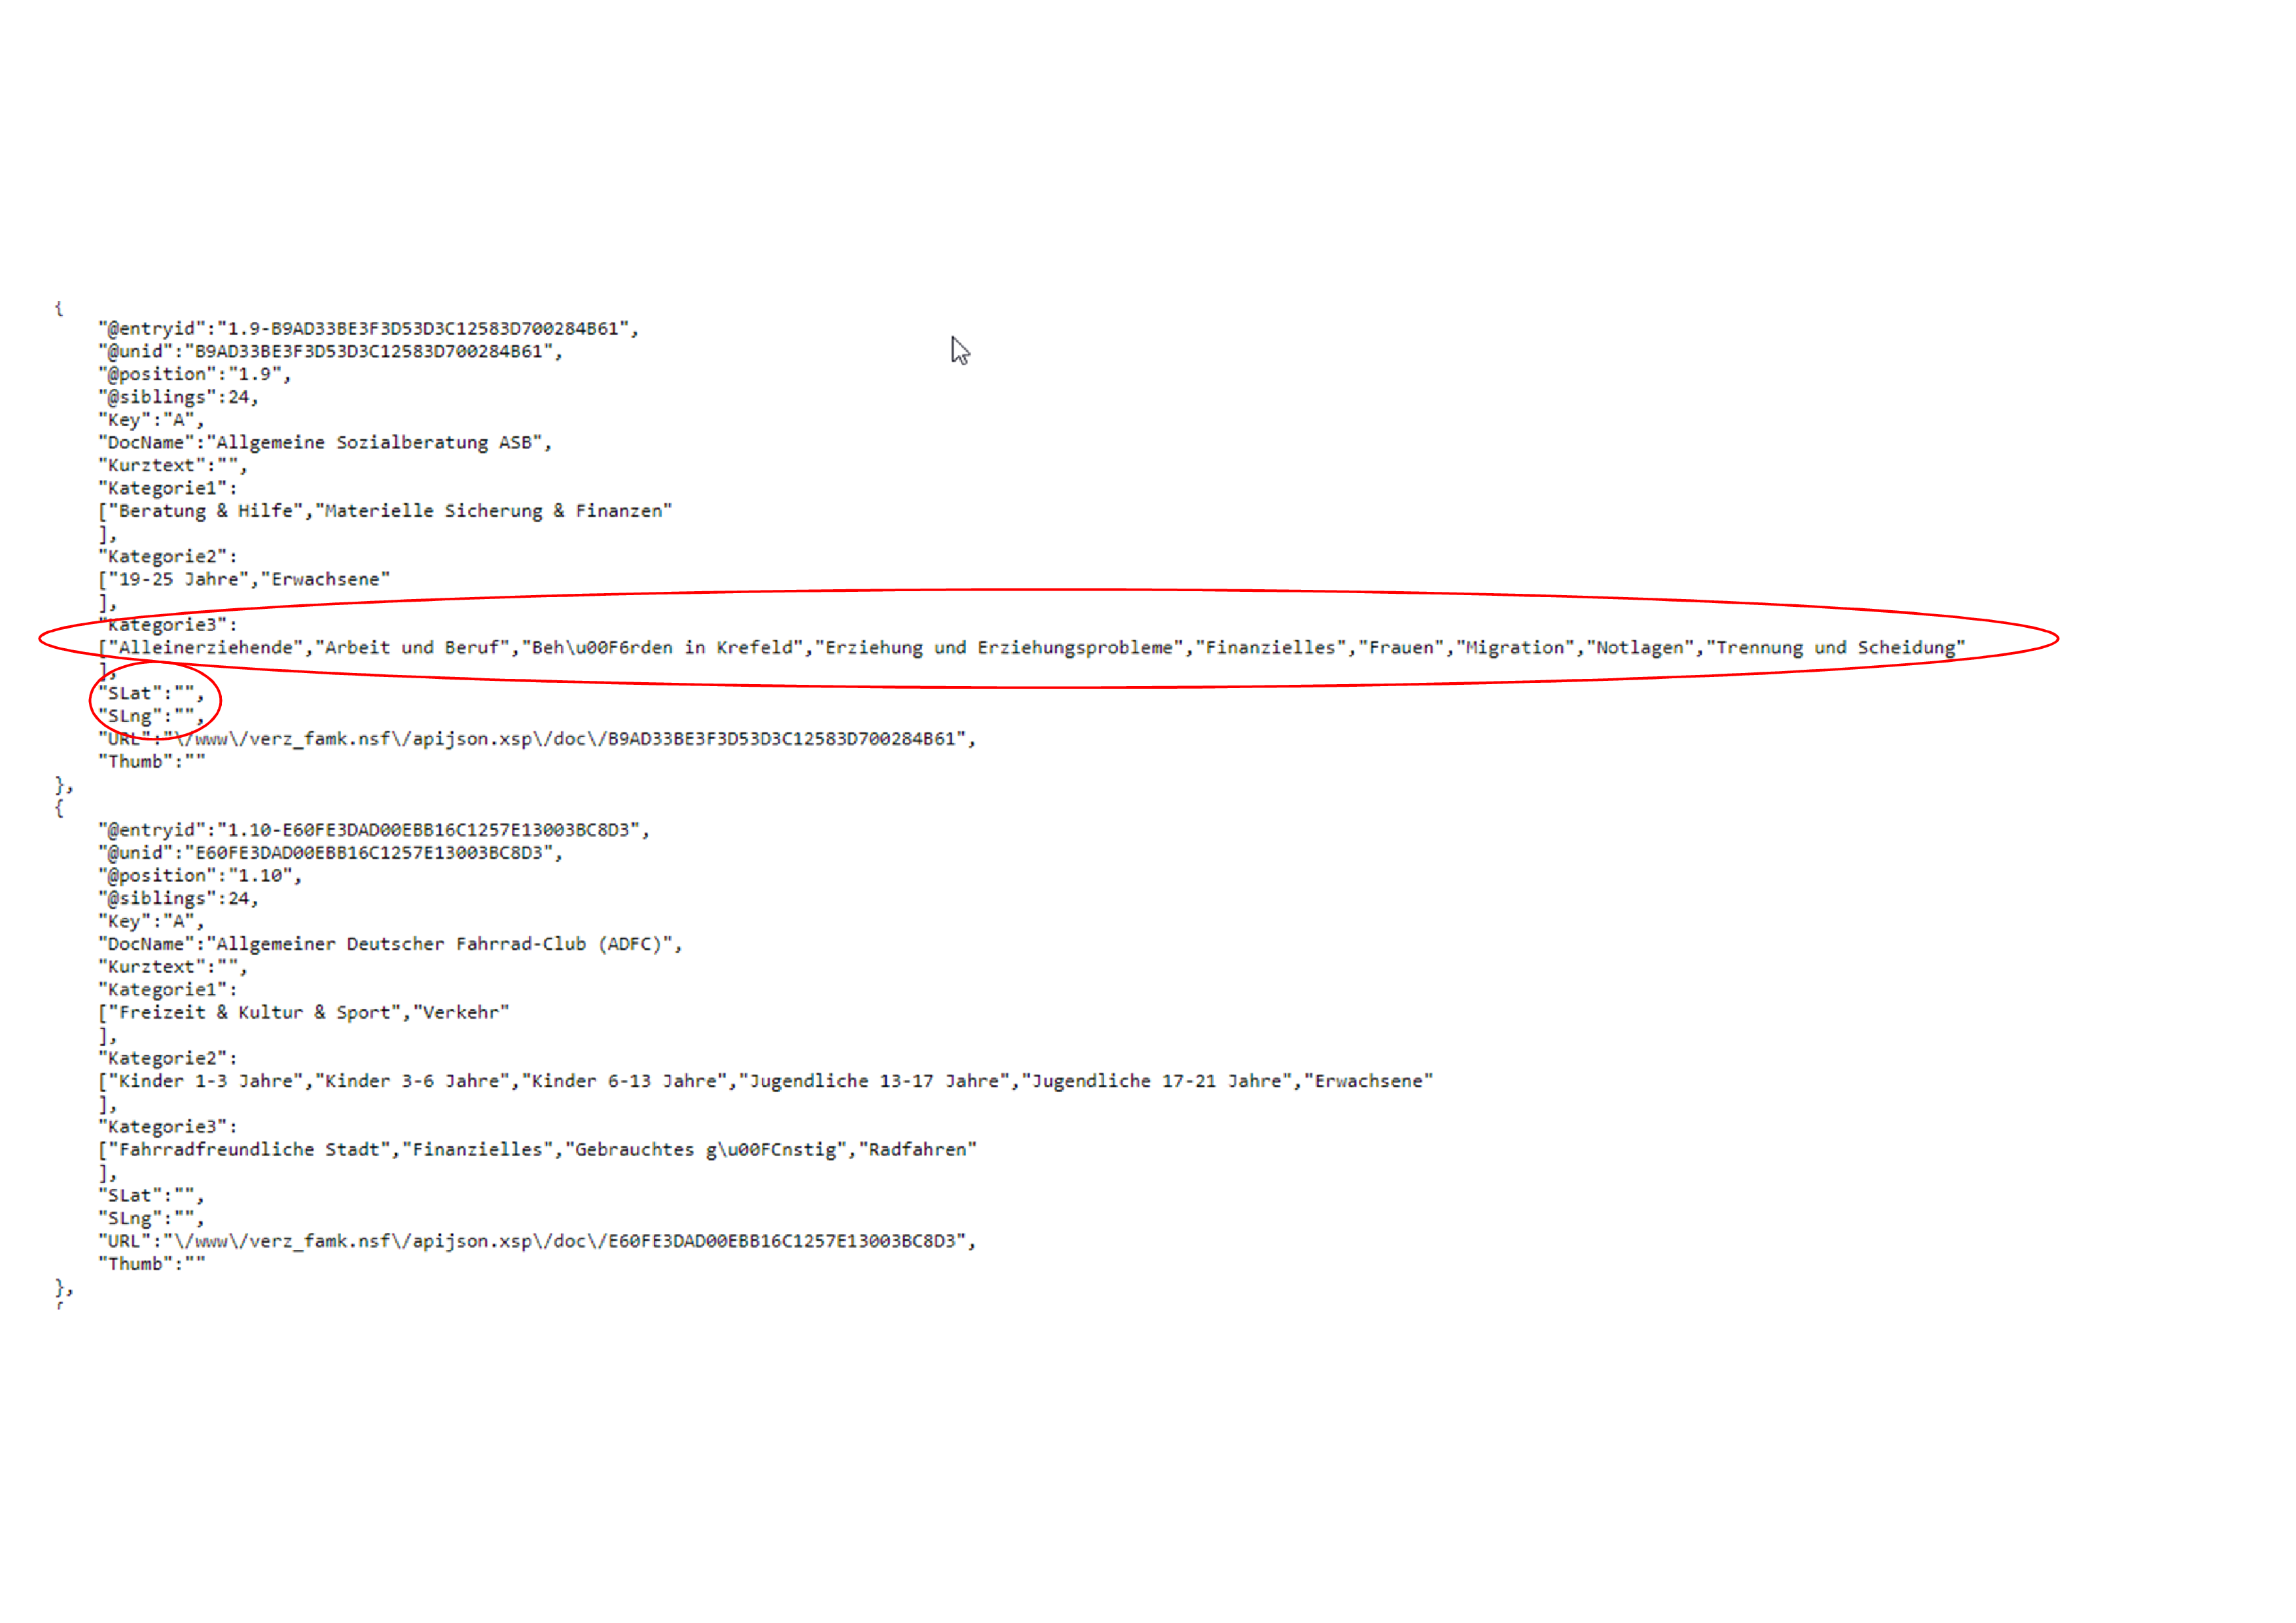 {
"@entryid":"1.9-B9AD33BE3F3D53D3C12583D700284B61",
"@unid":"B9AD33BE3F3D53D3C12583D700284B61",
"@position":"1.9",
"@siblings":24,
"Key":"A",
"DocName":"Allgemeine Sozialberatung ASB",
"Kurztext":"",
"Kategorie1":
["Beratung & Hilfe","Materielle Sicherung & Finanzen"
],
"Kategorie2":
["19-25 Jahre","Erwachsene"
],
"Kategorie3":
["Alleinerziehende","Arbeit und Beruf","Beh\u00F6rden in Krefeld","Erziehung und Erziehungsprobleme","Finanzielles","Frauen","Migration","Notlagen","Trennung und Scheidung"
],
"SLat":"",
"SLng":"",
"URL":"\/www\/verz_famk.nsf\/apijson.xsp\/doc\/B9AD33BE3F3D53D3C12583D700284B61",
"Thumb":""
},
{
"@entryid":"1.10-E60FE3DAD00EBB16C1257E13003BC8D3",
"@unid":"E60FE3DAD00EBB16C1257E13003BC8D3",
"@position":"1.10",
"@siblings":24,
"Key":"A",
"DocName":"Allgemeiner Deutscher Fahrrad-Club (ADFC)",
"Kurztext":"",
"Kategorie1":
["Freizeit & Kultur & Sport","Verkehr"
],
"Kategorie2":
["Kinder 1-3 Jahre","Kinder 3-6 Jahre","Kinder 6-13 Jahre","Jugendliche 13-17 Jahre","Jugendliche 17-21 Jahre","Erwachsene"
],
"Kategorie3":
["Fahrradfreundliche Stadt","Finanzielles","Gebrauchtes g\u00FCnstig","Radfahren"
],
"SLat":"",
"SLng":"",
"URL":"\/www\/verz_famk.nsf\/apijson.xsp\/doc\/E60FE3DAD00EBB16C1257E13003BC8D3",
"Thumb":""
},